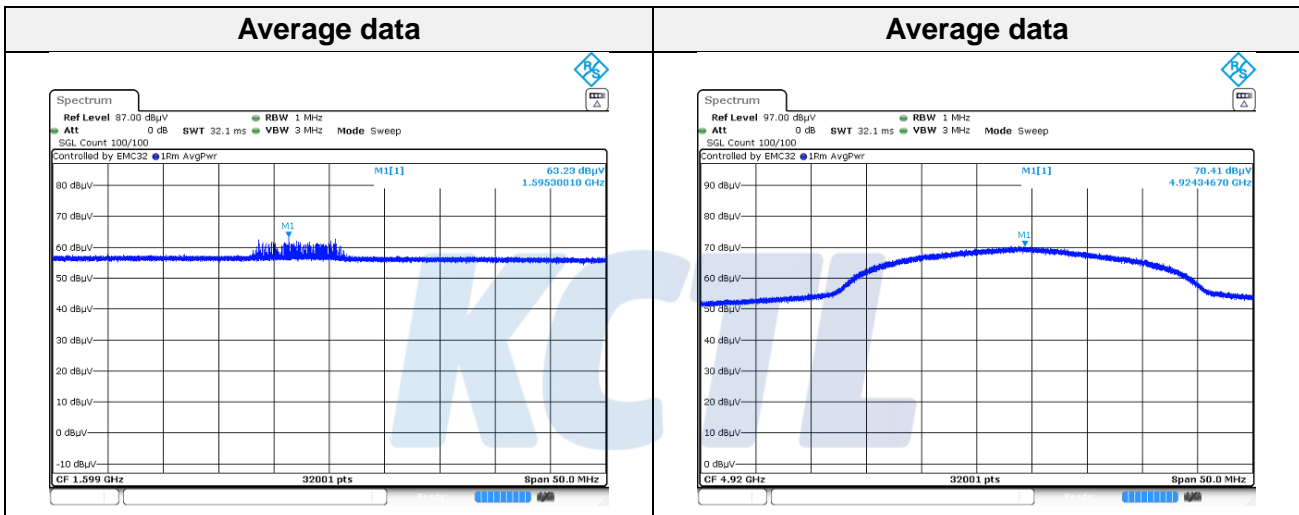 Average data
Average data
R&S
Spectrum
Ref Level 87.00 dBµV RBW 1 MHz
Att 0 dB SWT 32.1 ms VBW 3 MHz Mode Sweep
SGL Count 100/100
Controlled by EMC32 1Rm AvgPwr
M1[1] 63.23 dBµV
1.59530010 GHz
80 dBµV
70 dBµV
M1
60 dBµV
50 dBµV
40 dBµV
30 dBµV
20 dBµV
10 dBµV
0 dBµV
-10 dBµV
CF 1.599 GHz 32001 pts Span 50.0 MHz
R&S
Spectrum
Ref Level 97.00 dBµV RBW 1 MHz
Att 0 dB SWT 32.1 ms VBW 3 MHz Mode Sweep
SGL Count 100/100
Controlled by EMC32 1Rm AvgPwr
M1[1] 70.41 dBµV
4.92434670 GHz
90 dBµV
80 dBµV
M1
70 dBµV
60 dBµV
50 dBµV
40 dBµV
30 dBµV
20 dBµV
10 dBµV
0 dBµV
CF 4.92 GHz 32001 pts Span 50.0 MHz
KCTL